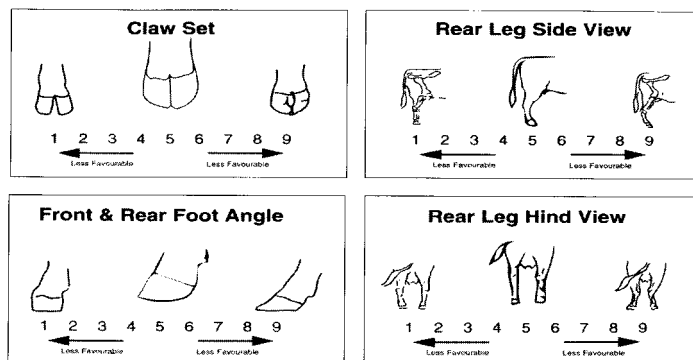 Claw Set
1 2 3 4 5 6 7 8 9
Less Favourable Less Favourable
Rear Leg Side View
1 2 3 4 5 6 7 8 9
Less Favourable Less Favourable
Front & Rear Foot Angle
1 2 3 4 5 6 7 8 9
Less Favourable Less Favourable
Rear Leg Hind View
1 2 3 4 5 6 7 8 9
Less Favourable Less Favourable